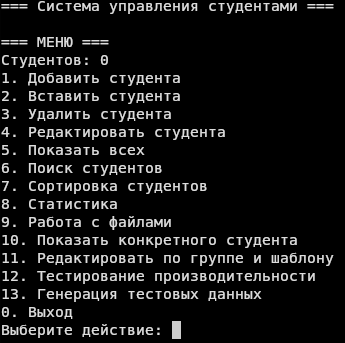 === Система управления студентами ===
=== МЕНЮ ===
Студентов: 0
1. Добавить студента
2. Вставить студента
3. Удалить студента
4. Редактировать студента
5. Показать всех
6. Поиск студентов
7. Сортировка студентов
8. Статистика
9. Работа с файлами
10. Показать конкретного студента
11. Редактировать по группе и шаблону
12. Тестирование производительности
13. Генерация тестовых данных
0. Выход
Выберите действие: